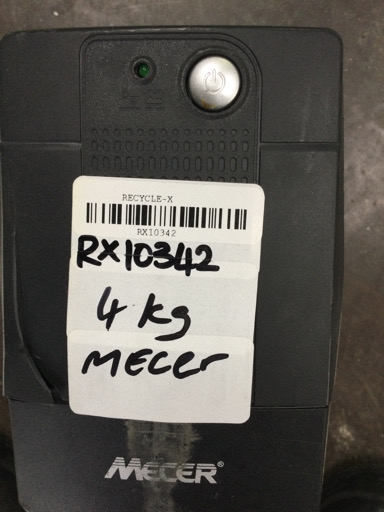 RECYCLE-X
RX10342
RX10342
4 kg
MECer
MECER®